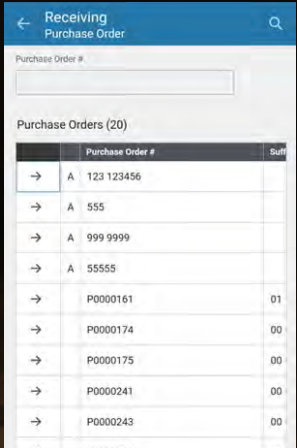 Receiving
Purchase Order
Purchase Order #
Purchase Orders (20)
Purchase Order # Suff
A 123 123456
A 555
A 999 9999
A 55555
P0000161 01
P0000174 00
P0000175 00
P0000241 00
P0000243 00